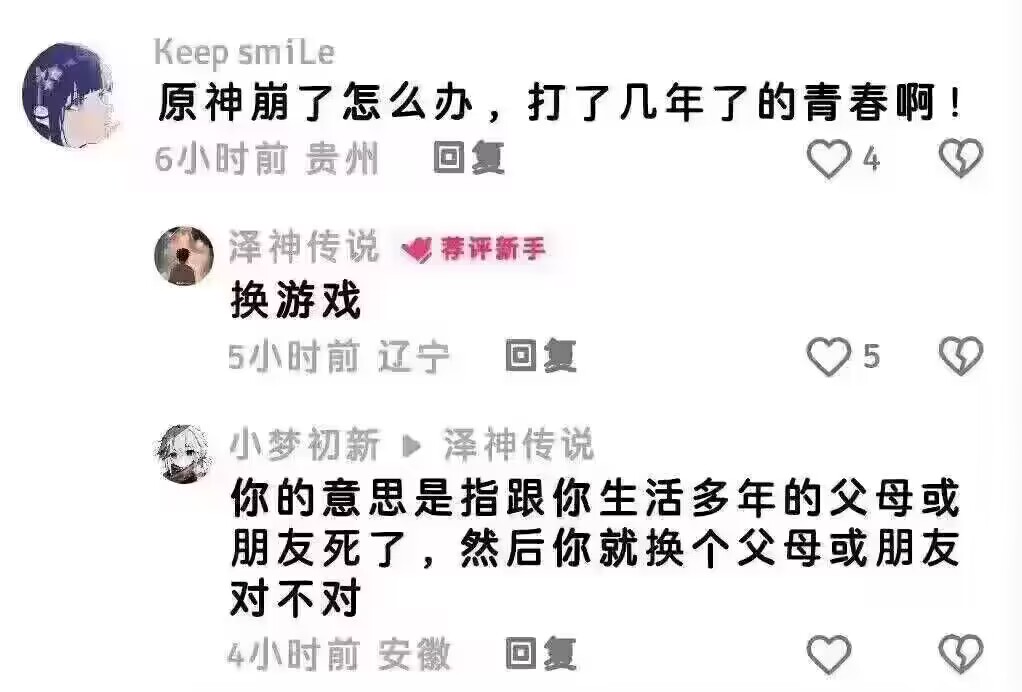 Keep smiLe
原神崩了怎么办，打了几年了的青春啊！
6小时前 贵州 回复 4
泽神传说 荐评新手
换游戏
5小时前 辽宁 回复 5
小梦初新 ▶ 泽神传说
你的意思是指跟你生活多年的父母或
朋友死了，然后你就换个父母或朋友
对不对
4小时前 安徽 回复